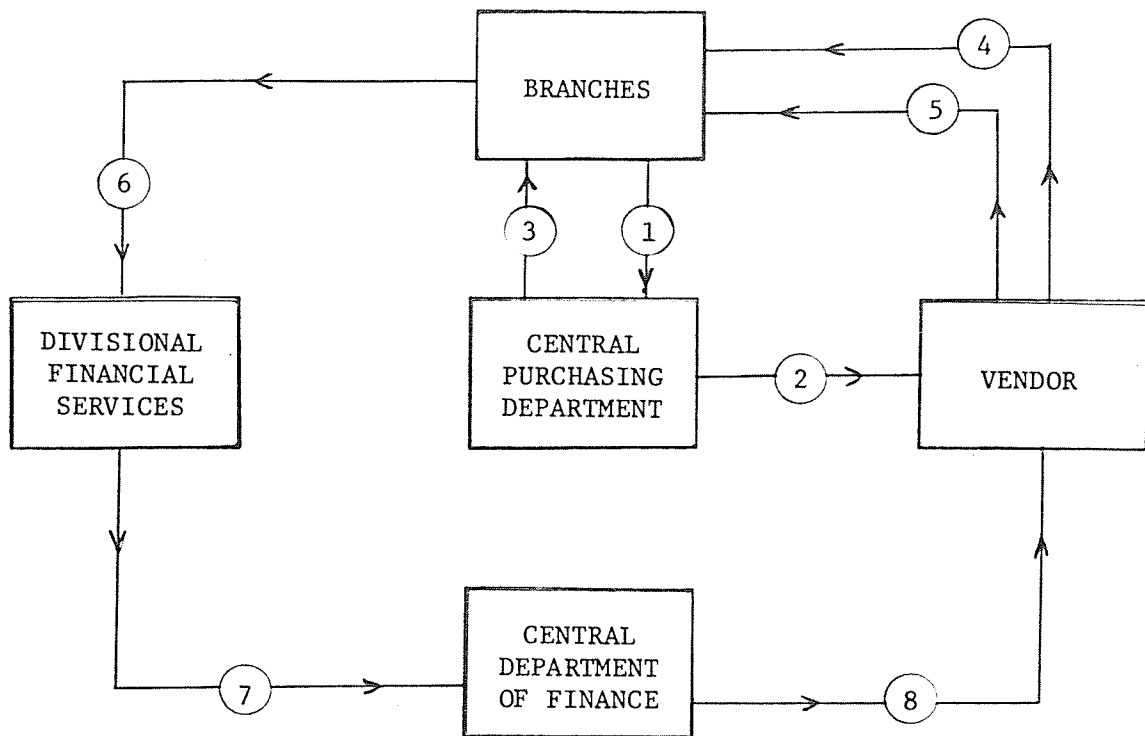 4
BRANCHES
5
6
3
1
DIVISIONAL
FINANCIAL
SERVICES
CENTRAL
PURCHASING
DEPARTMENT
2
VENDOR
CENTRAL
DEPARTMENT
OF FINANCE
7
8